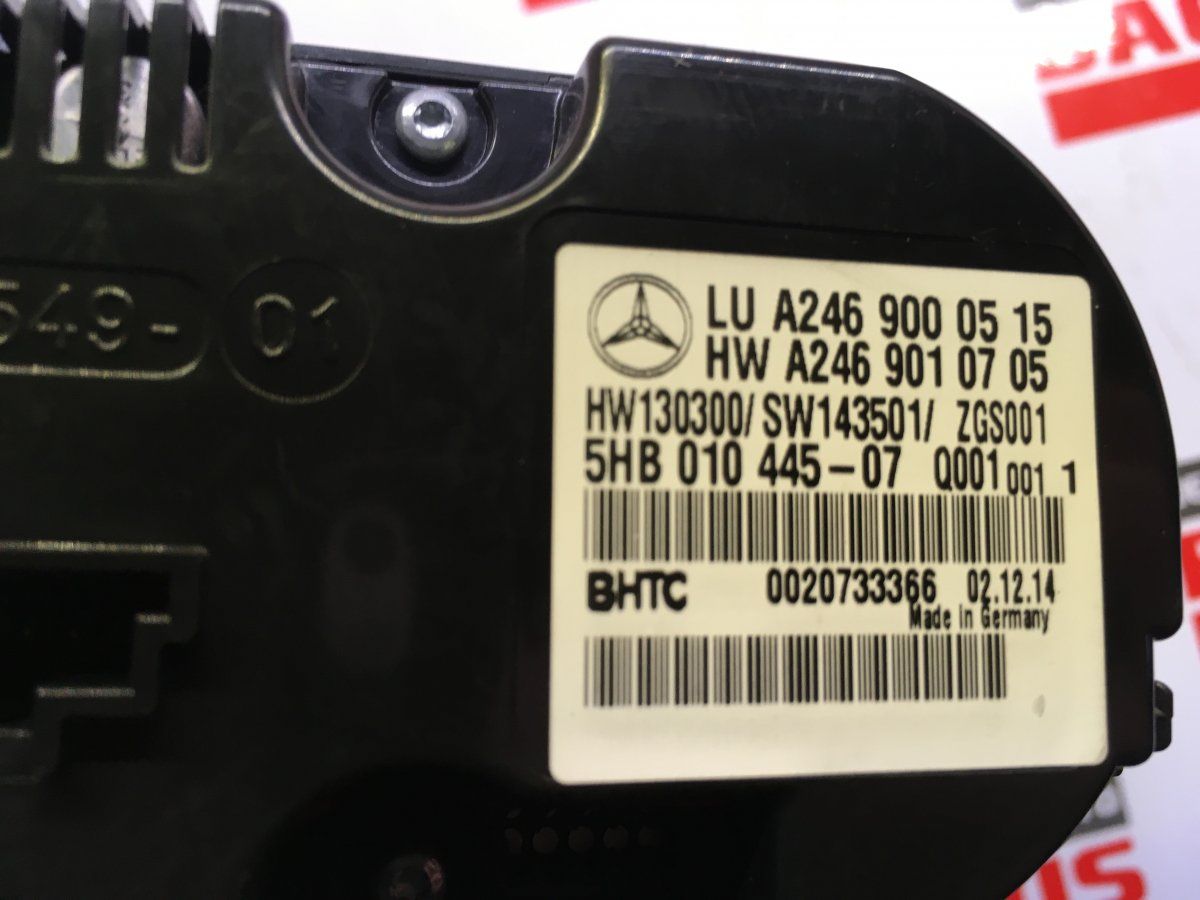 LU A246 900 05 15
HW A246 901 07 05
HW130300/ SW143501/ ZGS001
5HB 010 445-07 Q001 001 1
BHTC 0020733366 02.12.14
Made in Germany
549- 01